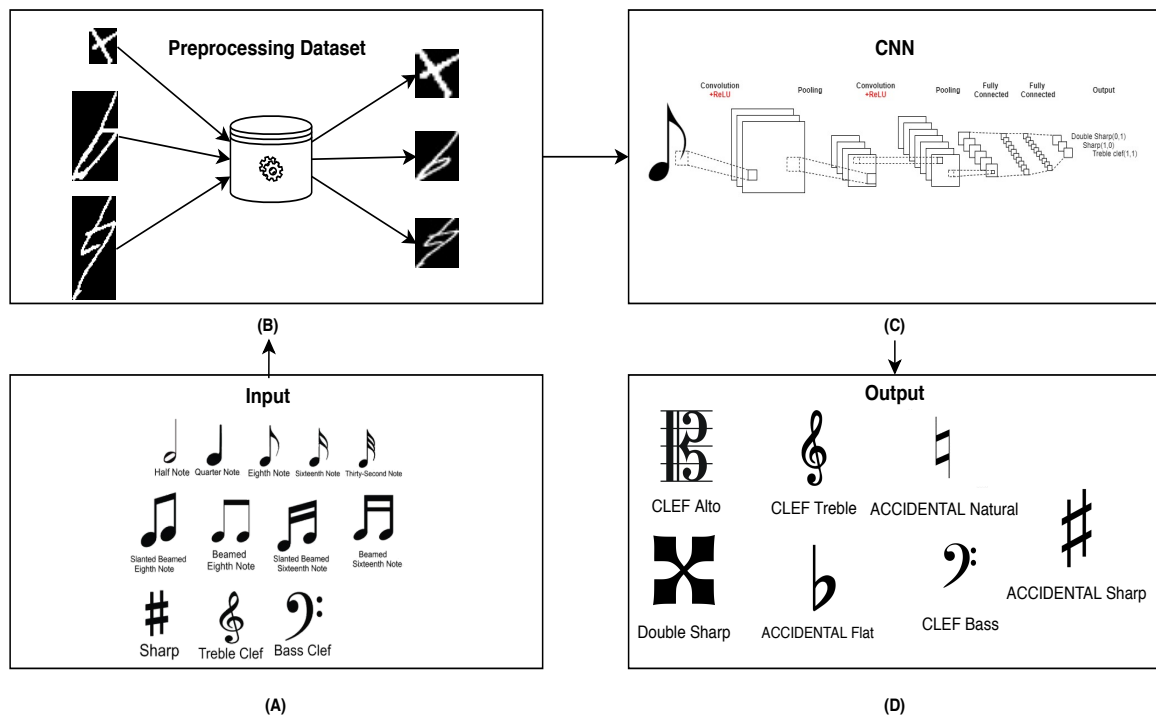 Preprocessing Dataset
(B)
CNN
Convolution
+ReLU
Pooling
Convolution
+ReLU
Pooling
Fully
Connected
Fully
Connected
Output
Double Sharp(0,1)
Sharp(1,0)
Treble clef(1,1)
(C)
Input
Half Note
Quarter Note
Eighth Note
Sixteenth Note
Thirty-Second Note
Slanted Beamed
Eighth Note
Beamed
Eighth Note
Slanted Beamed
Sixteenth Note
Beamed
Sixteenth Note
Sharp
Treble Clef
Bass Clef
(A)
Output
CLEF Alto
CLEF Treble
ACCIDENTAL Natural
Double Sharp
ACCIDENTAL Flat
CLEF Bass
ACCIDENTAL Sharp
(D)